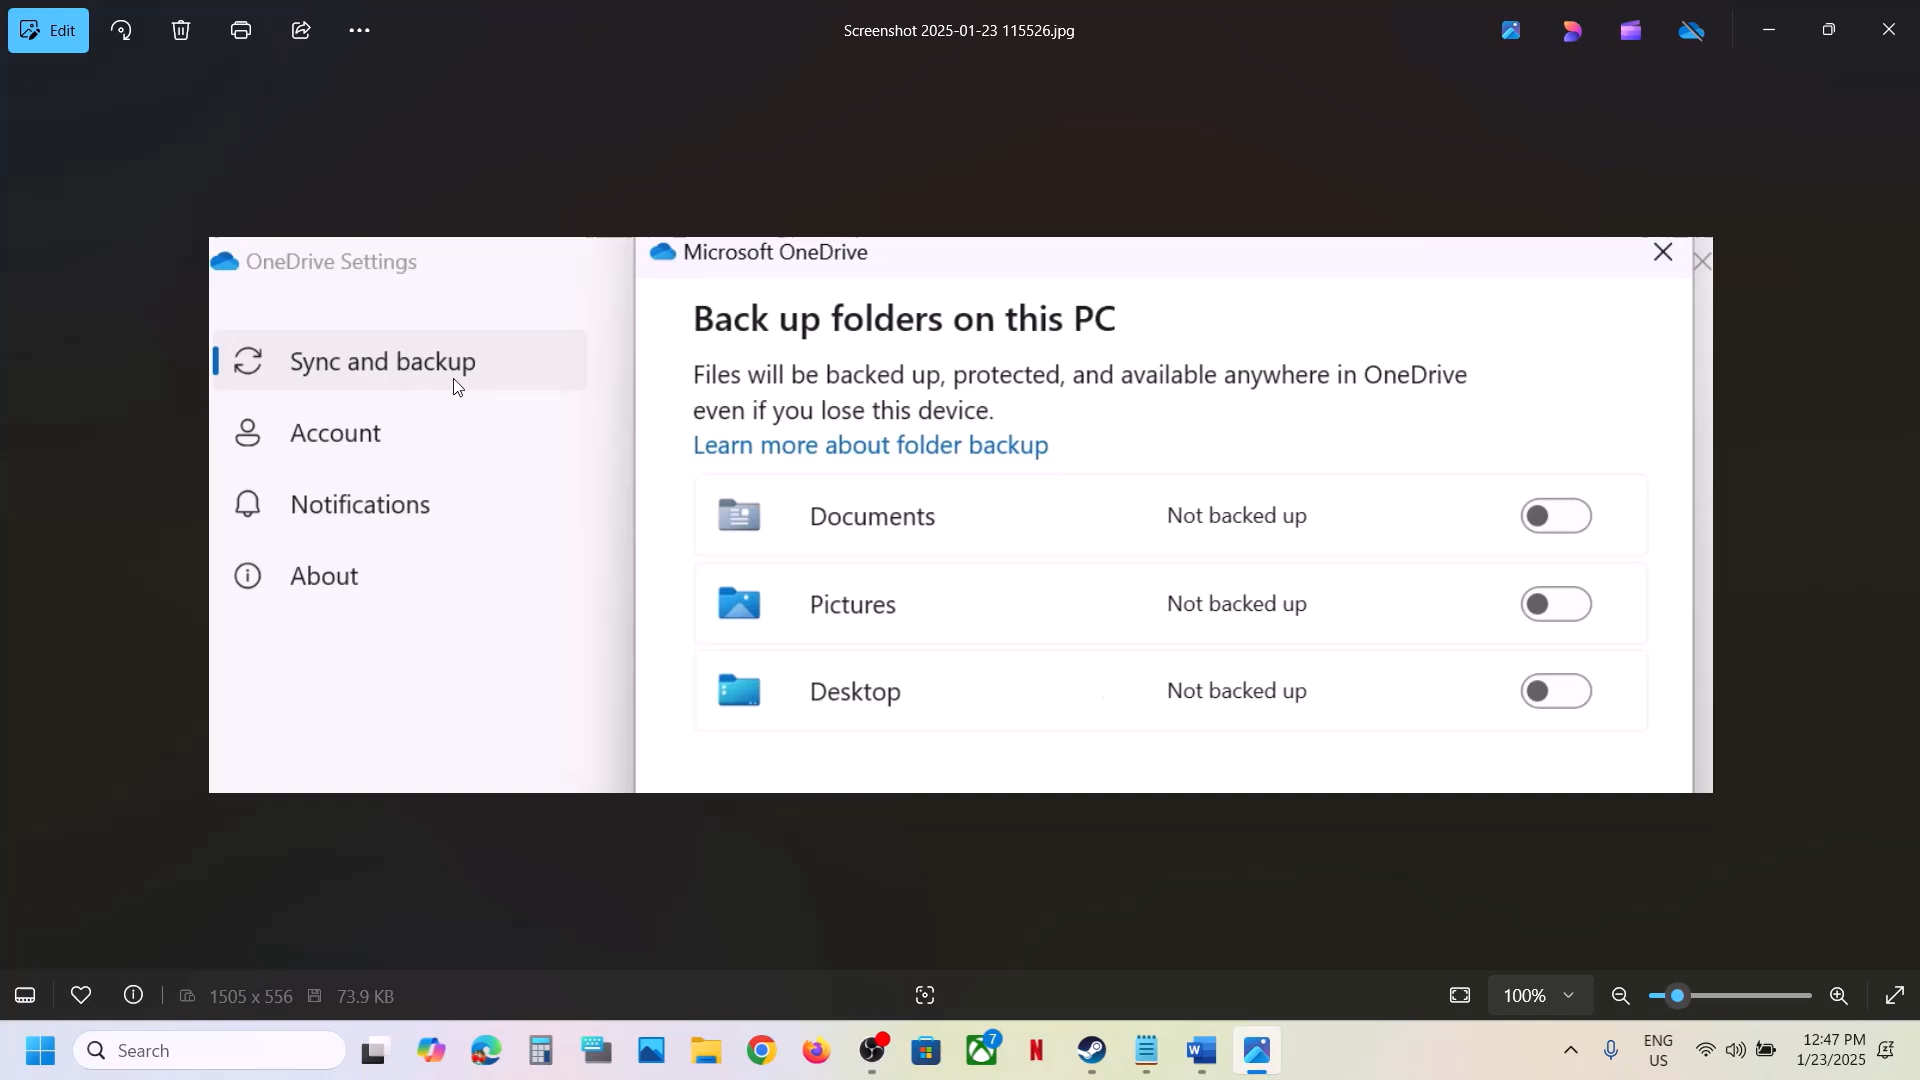 Edit
Screenshot 2025-01-23 115526.jpg
OneDrive Settings
Sync and backup
Account
Notifications
About
Microsoft OneDrive
Back up folders on this PC
Files will be backed up, protected, and available anywhere in OneDrive
even if you lose this device.
Learn more about folder backup
Documents Not backed up
Pictures Not backed up
Desktop Not backed up
1505 x 556 73.9 KB
100%
Search
7
N
ENG
US
12:47 PM
1/23/2025